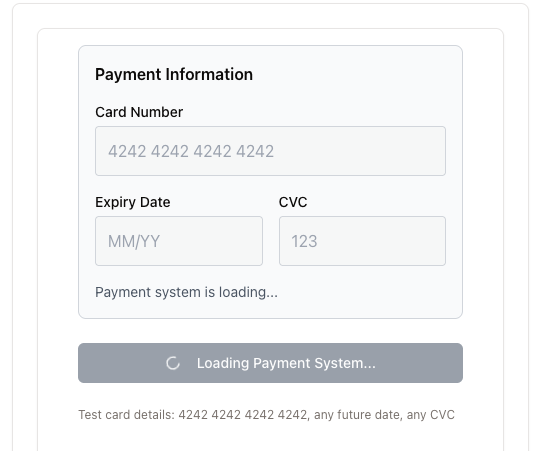 Payment Information
Card Number
4242 4242 4242 4242
Expiry Date CVC
MM/YY 123
Payment system is loading...
Loading Payment System...
Test card details: 4242 4242 4242 4242, any future date, any CVC